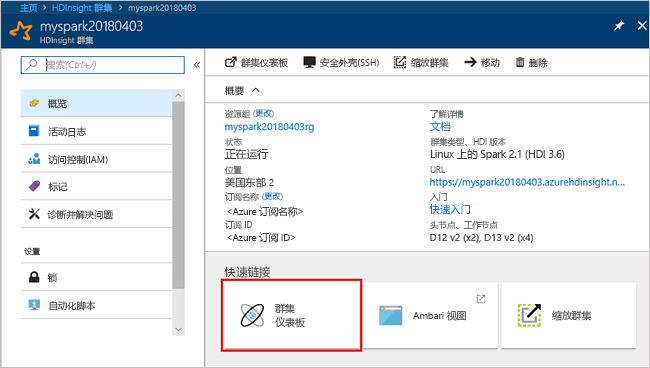 主页 > HDInsight 群集 > myspark20180403
myspark20180403
HDInsight 群集
搜索(Ctrl+/)
概览
活动日志
访问控制(IAM)
标记
诊断并解决问题
设置
锁
自动化脚本
群集仪表板 安全外壳(SSH) 缩放群集 移动 删除
概要
资源组 (更改)
myspark20180403rg
状态
正在运行
位置
美国东部 2
订阅名称 (更改)
<Azure 订阅名称>
订阅 ID
<Azure 订阅 ID>
了解详情
文档
群集类型、HDI 版本
Linux 上的 Spark 2.1 (HDI 3.6)
URL
https://myspark20180403.azurehdinsight.n...
入门
快速入门
头节点、工作节点
D12 v2 (x2), D13 v2 (x4)
快速链接
群集
仪表板
Ambari 视图
缩放群集